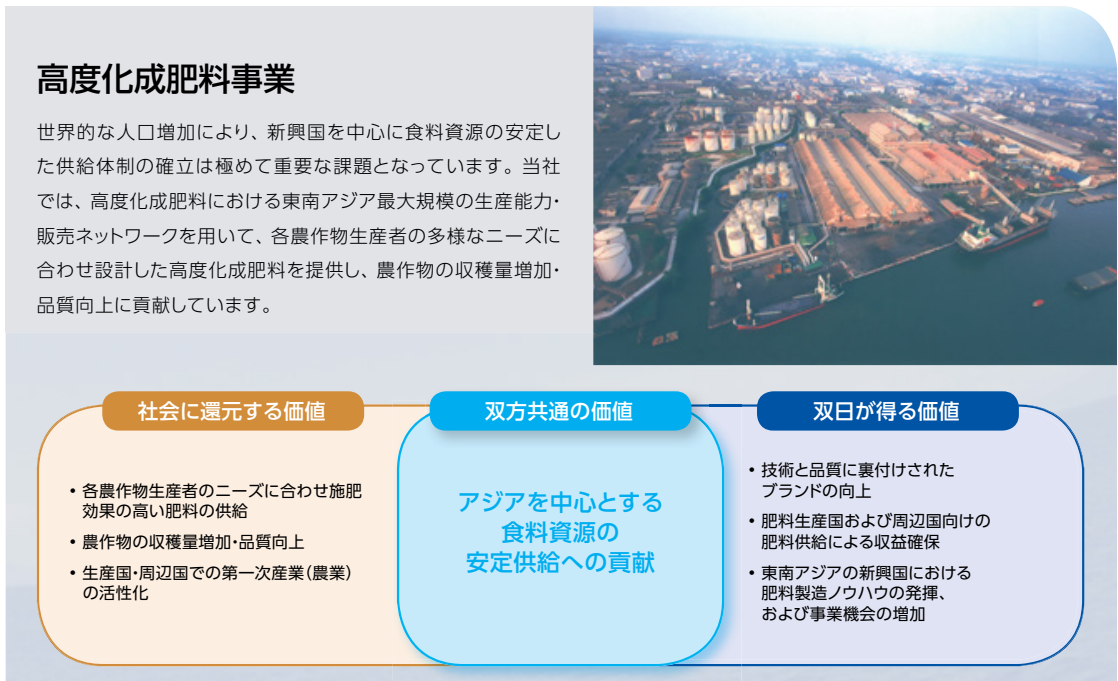 高度化成肥料事業
世界的な人口増加により、新興国を中心に食料資源の安定し
た供給体制の確立は極めて重要な課題となっています。当社
では、高度化成肥料における東南アジア最大規模の生産能力・
販売ネットワークを用いて、各農作物生産者の多様なニーズに
合わせ設計した高度化成肥料を提供し、農作物の収穫量増加・
品質向上に貢献しています。
社会に還元する価値
・各農作物生産者のニーズに合わせ施肥
効果の高い肥料の供給
・農作物の収穫量増加・品質向上
・生産国・周辺国での第一次産業（農業）
の活性化
双方共通の価値
アジアを中心とする
食料資源の
安定供給への貢献
双日が得る価値
・技術と品質に裏付けされた
ブランドの向上
・肥料生産国および周辺国向けの
肥料供給による収益確保
・東南アジアの新興国における
肥料製造ノウハウの発揮、
および事業機会の増加